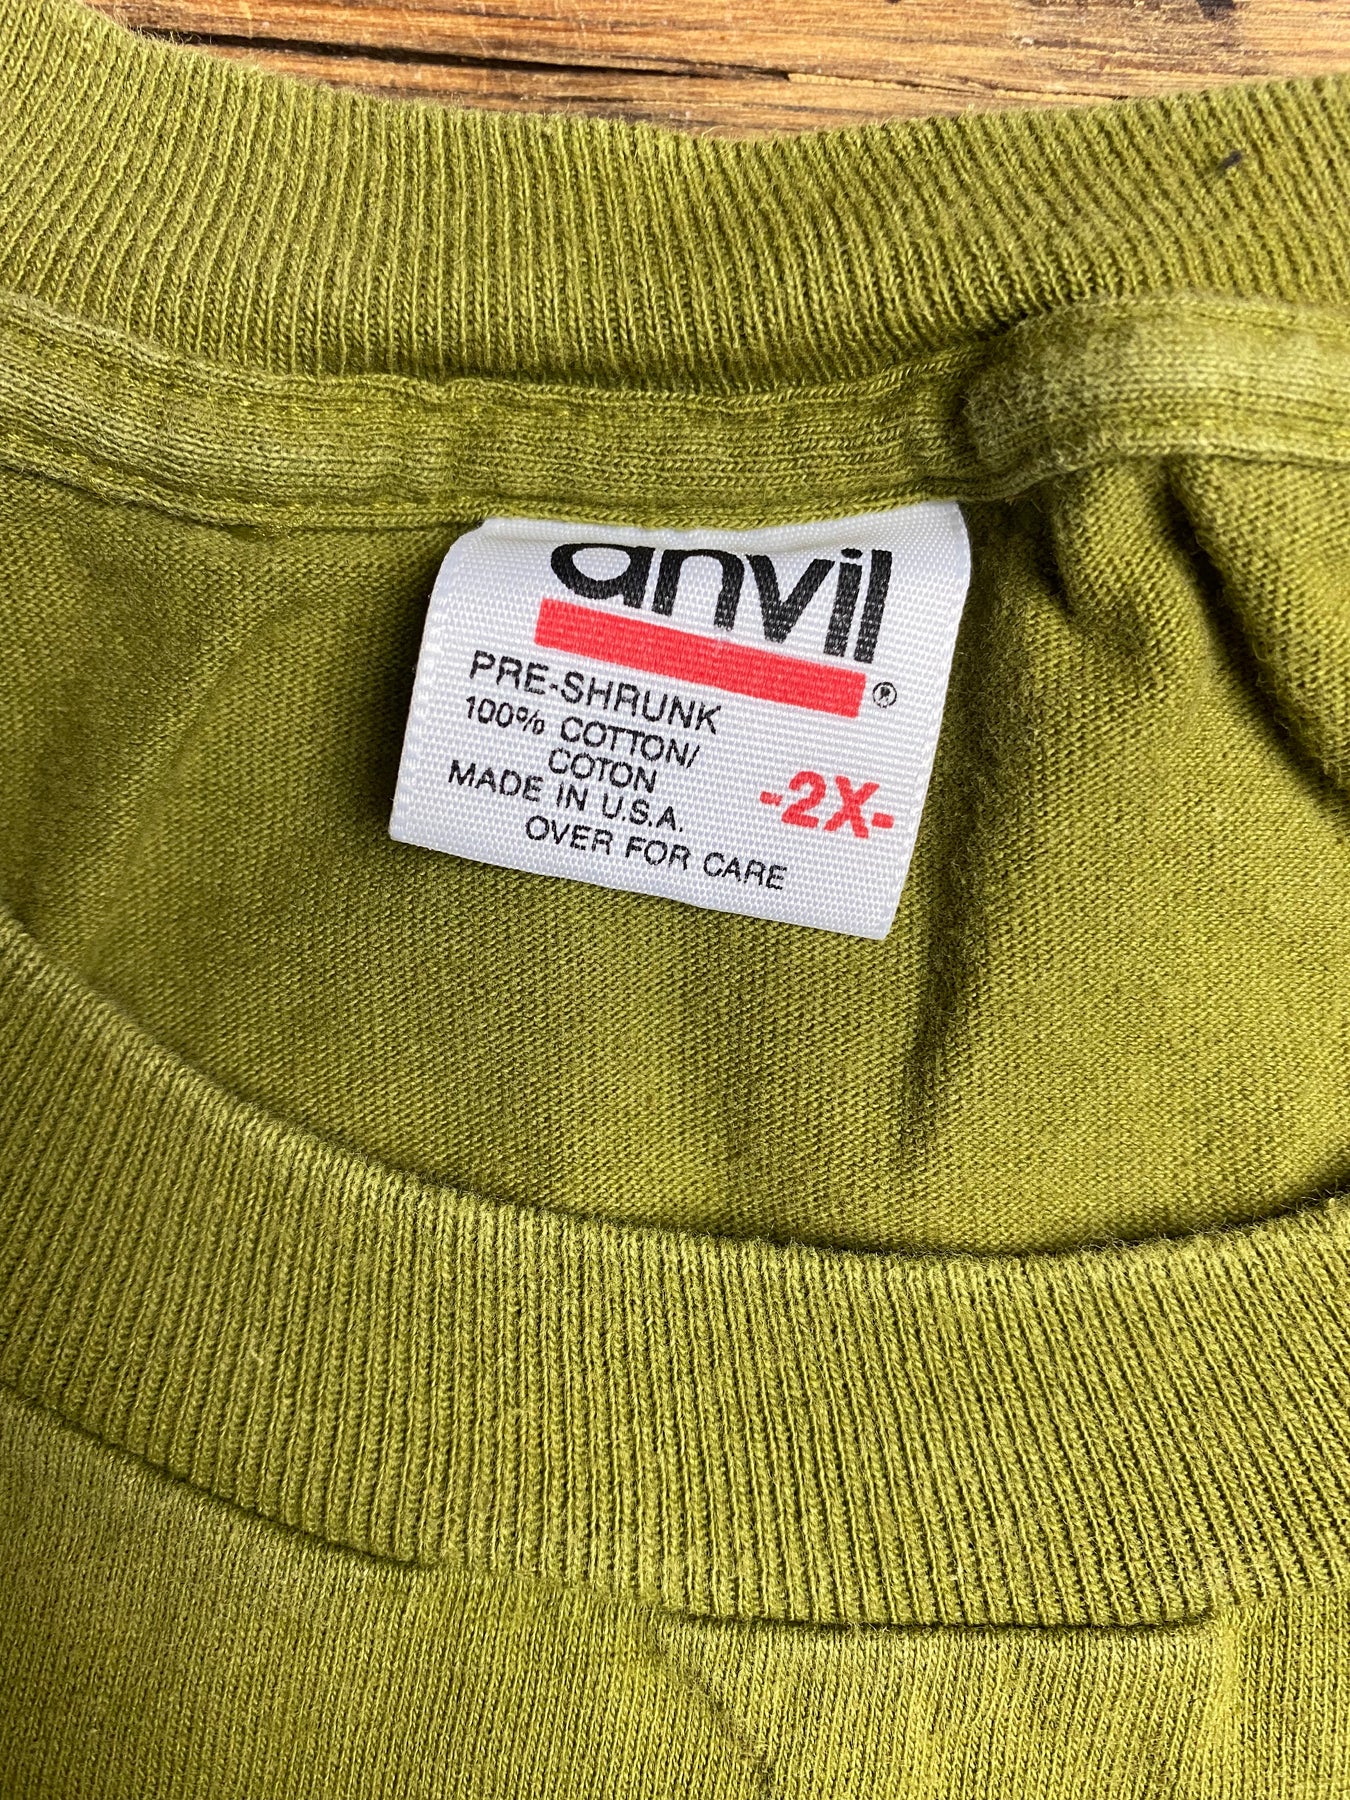 anvil
®
PRE-SHRUNK
100% COTTON/
COTON
MADE IN U.S.A.
-2X-
OVER FOR CARE